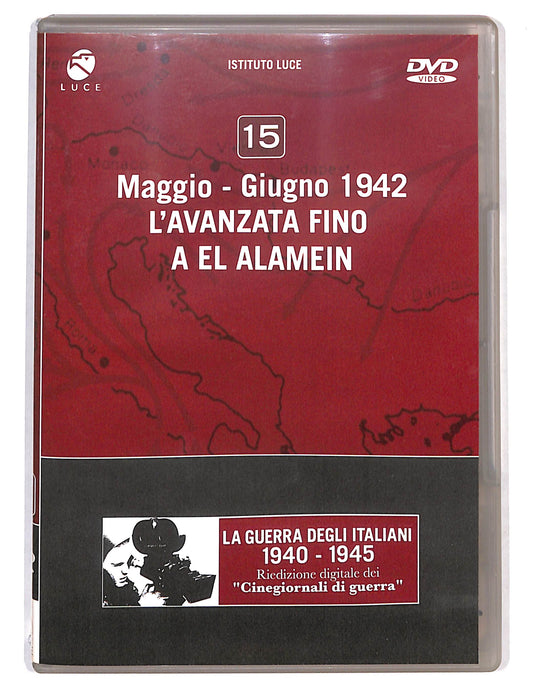 LUCE
ISTITUTO LUCE
DVD
VIDEO
15
Maggio - Giugno 1942
L'AVANZATA FINO
A EL ALAMEIN
LA GUERRA DEGLI ITALIANI
1940 - 1945
Riedizione digitale dei
"Cinegiornali di guerra"